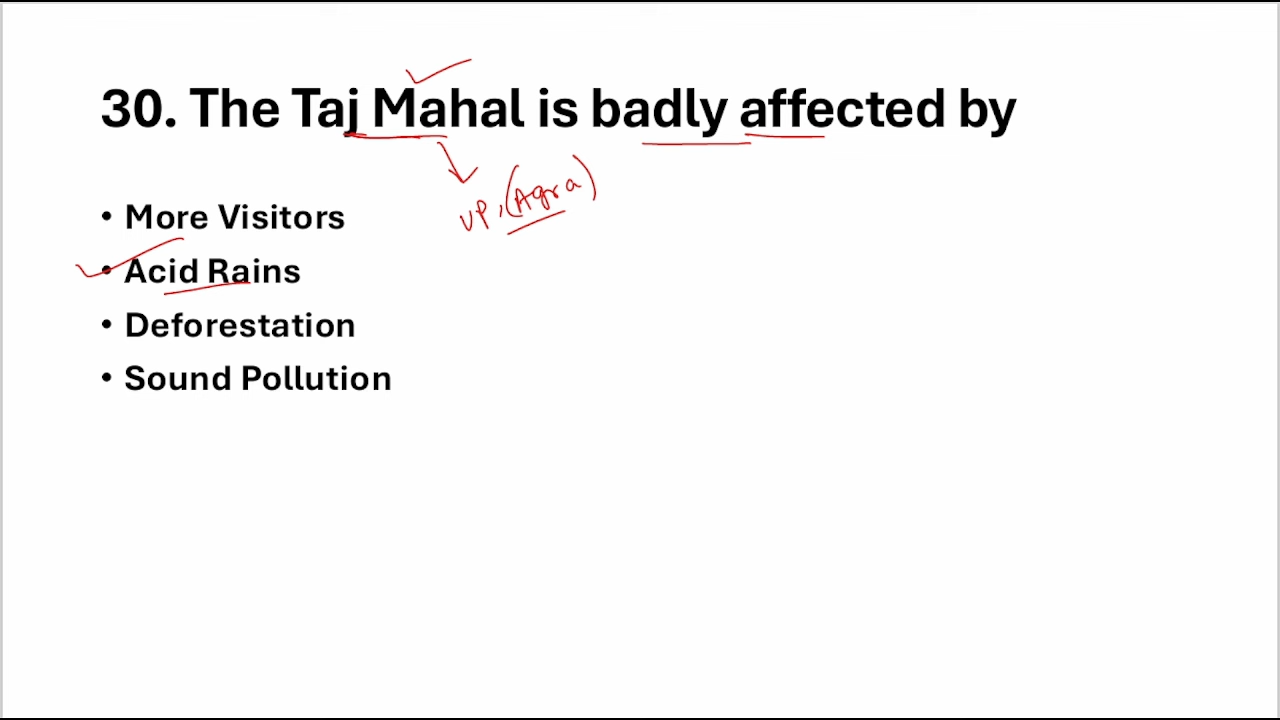 30. The Taj Mahal is badly affected by
UP, (Agra)
• More Visitors
• Acid Rains
• Deforestation
• Sound Pollution